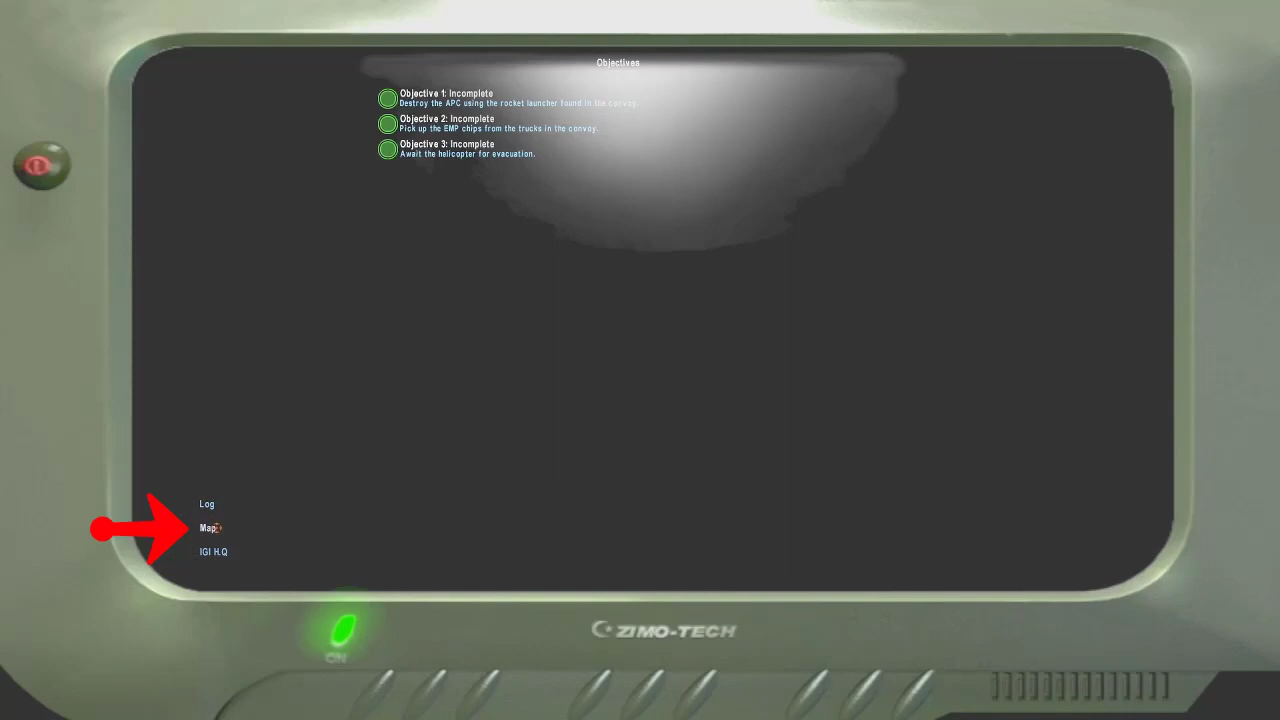 Objectives
Objective 1: Incomplete
Destroy the APC using the rocket launcher found in the convoy.
Objective 2: Incomplete
Pick up the EMP chips from the trucks in the convoy.
Objective 3: Incomplete
Await the helicopter for evacuation.
Log
Map
IGI H.Q
ON
ZIMO-TECH